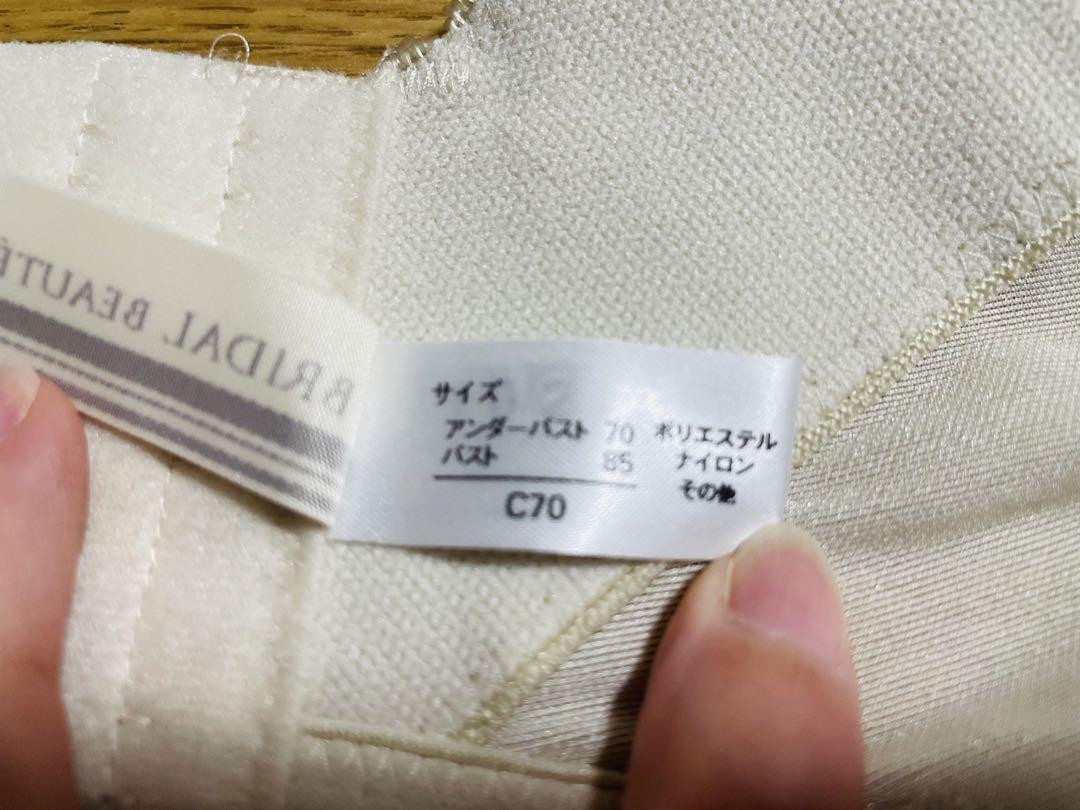 BRIDAL BEAUTÉ
サイズ
アンダーバスト 70
バスト 85
C70
ポリエステル
ナイロン
その他